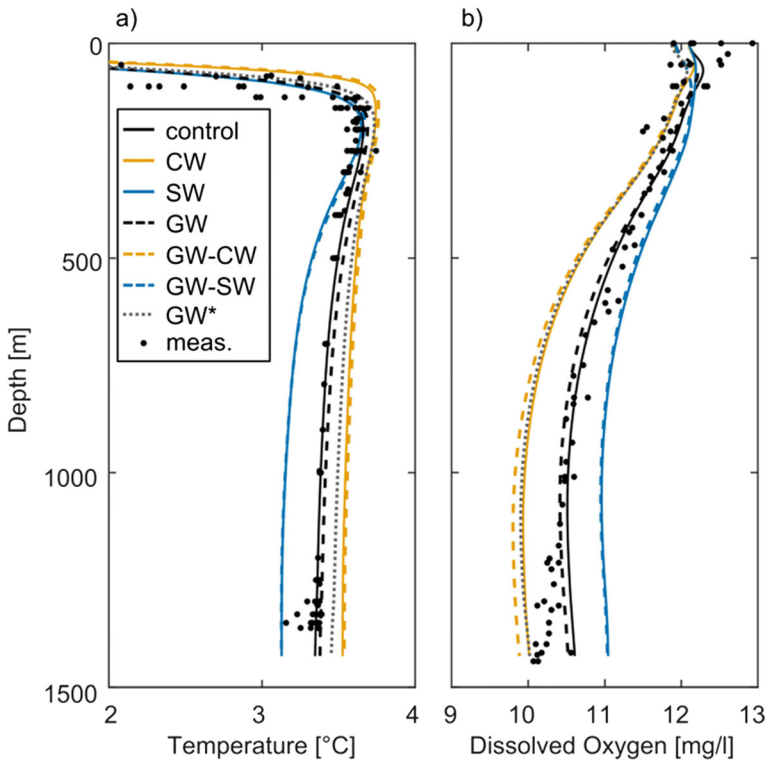 a)
b)
0
500
1000
1500
Depth [m]
control
CW
SW
GW
GW-CW
GW-SW
GW*
meas.
2 3 4
9 10 11 12 13
Temperature [°C]
Dissolved Oxygen [mg/l]